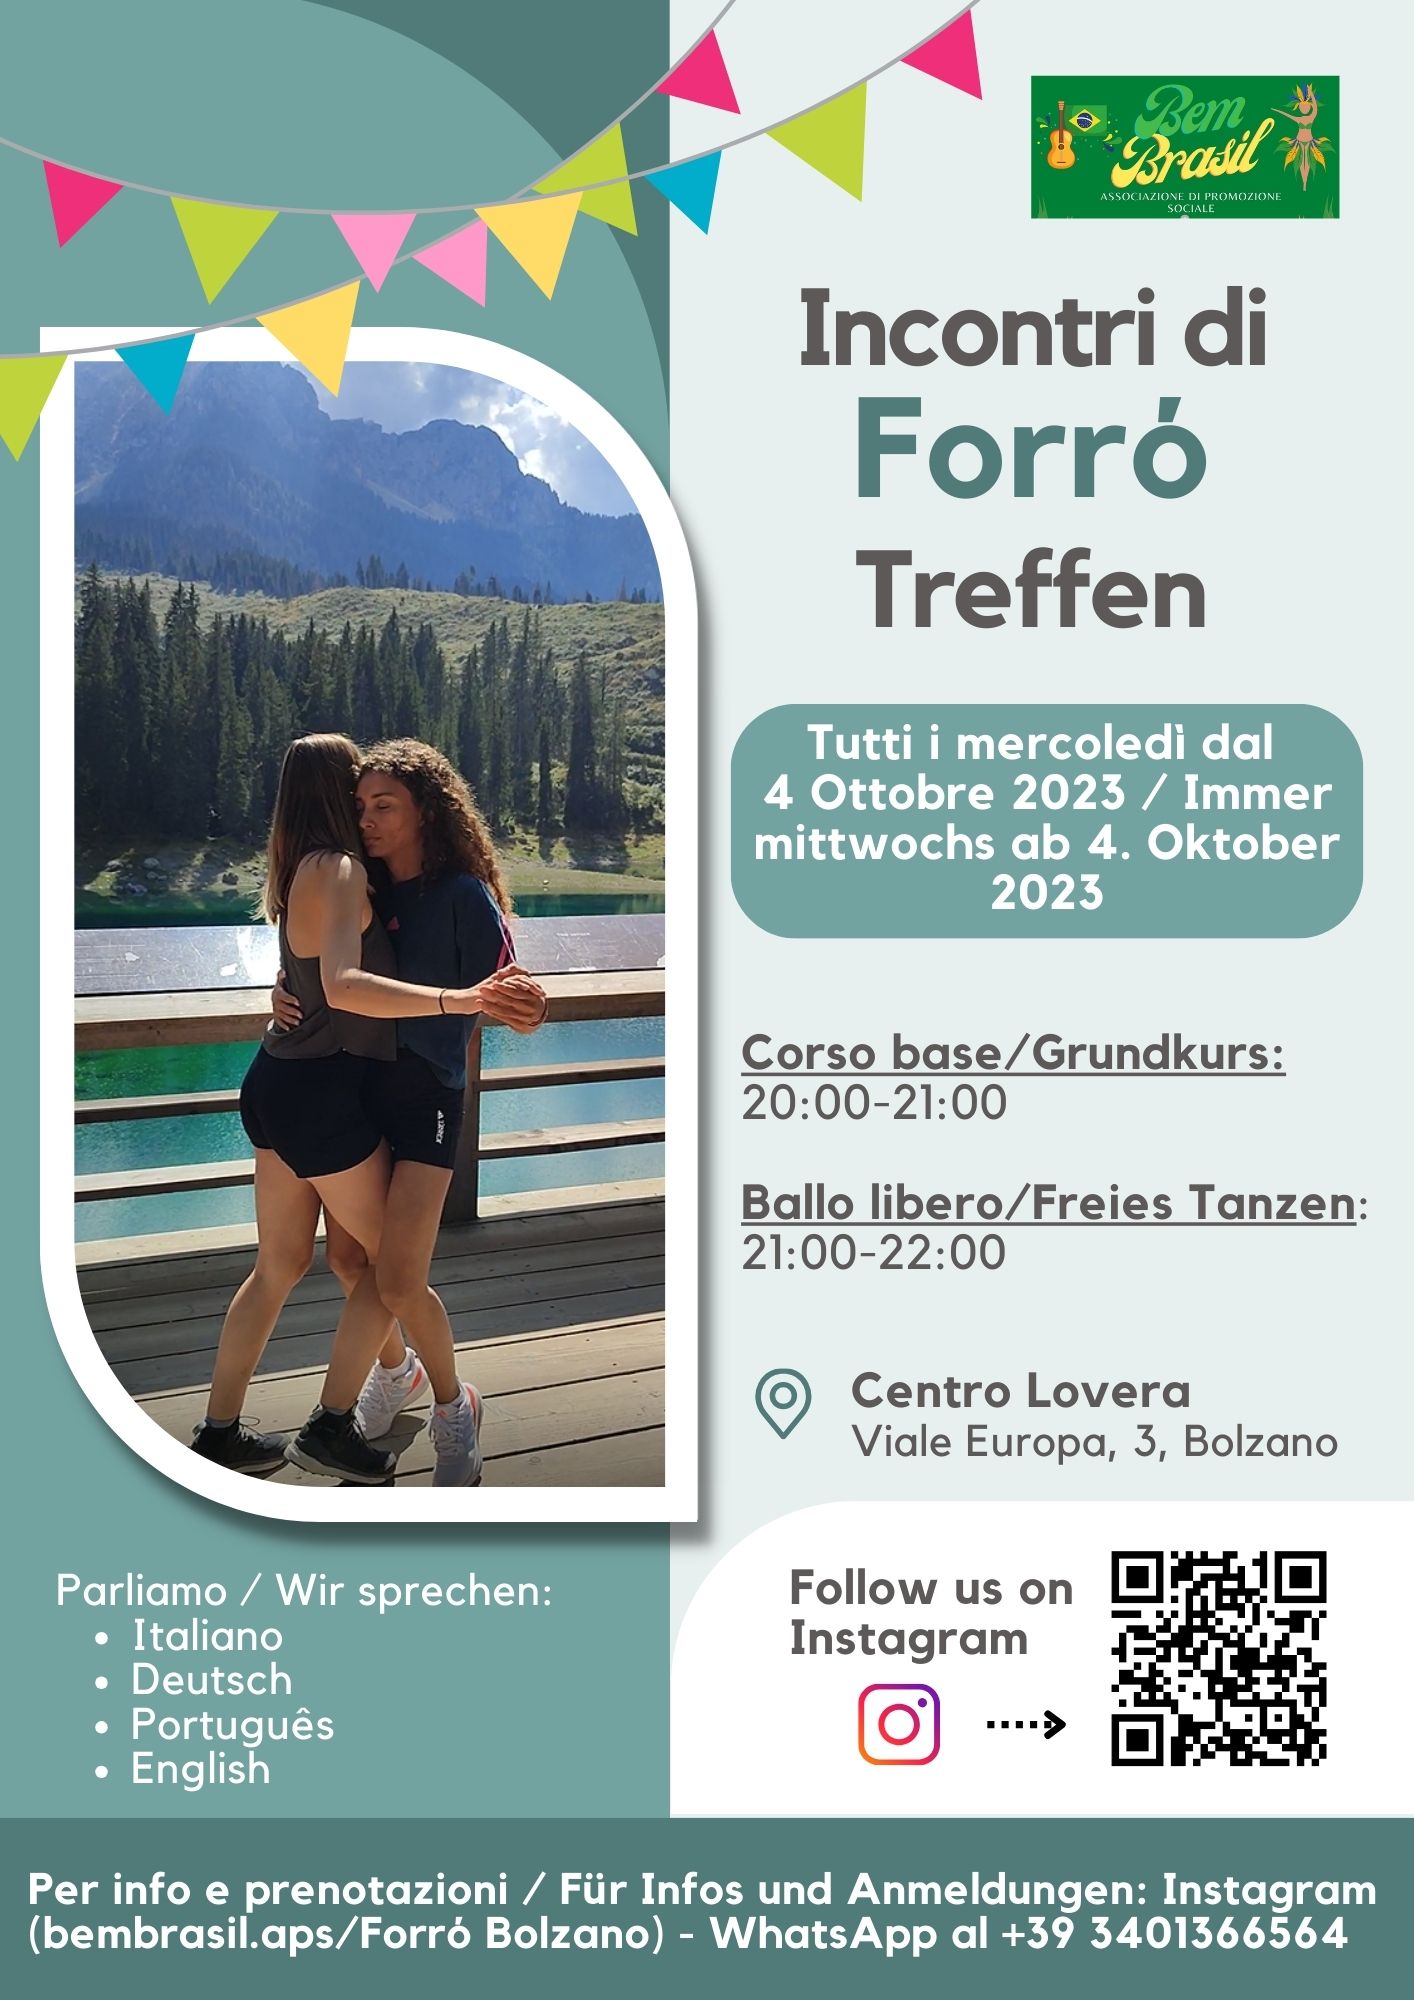 Bem
Brasil
ASSOCIAZIONE DI PROMOZIONE
SOCIALE
Incontri di
Forró
Treffen
Tutti i mercoledì dal
4 Ottobre 2023 / Immer
mittwochs ab 4. Oktober
2023
Corso base/Grundkurs:
20:00-21:00
Ballo libero/Freies Tanzen:
21:00-22:00
Centro Lovera
Viale Europa, 3, Bolzano
Parliamo / Wir sprechen:
• Italiano
• Deutsch
• Português
• English
Follow us on
Instagram
Per info e prenotazioni / Für Infos und Anmeldungen: Instagram
(bembrasil.aps/Forró Bolzano) - WhatsApp al +39 3401366564